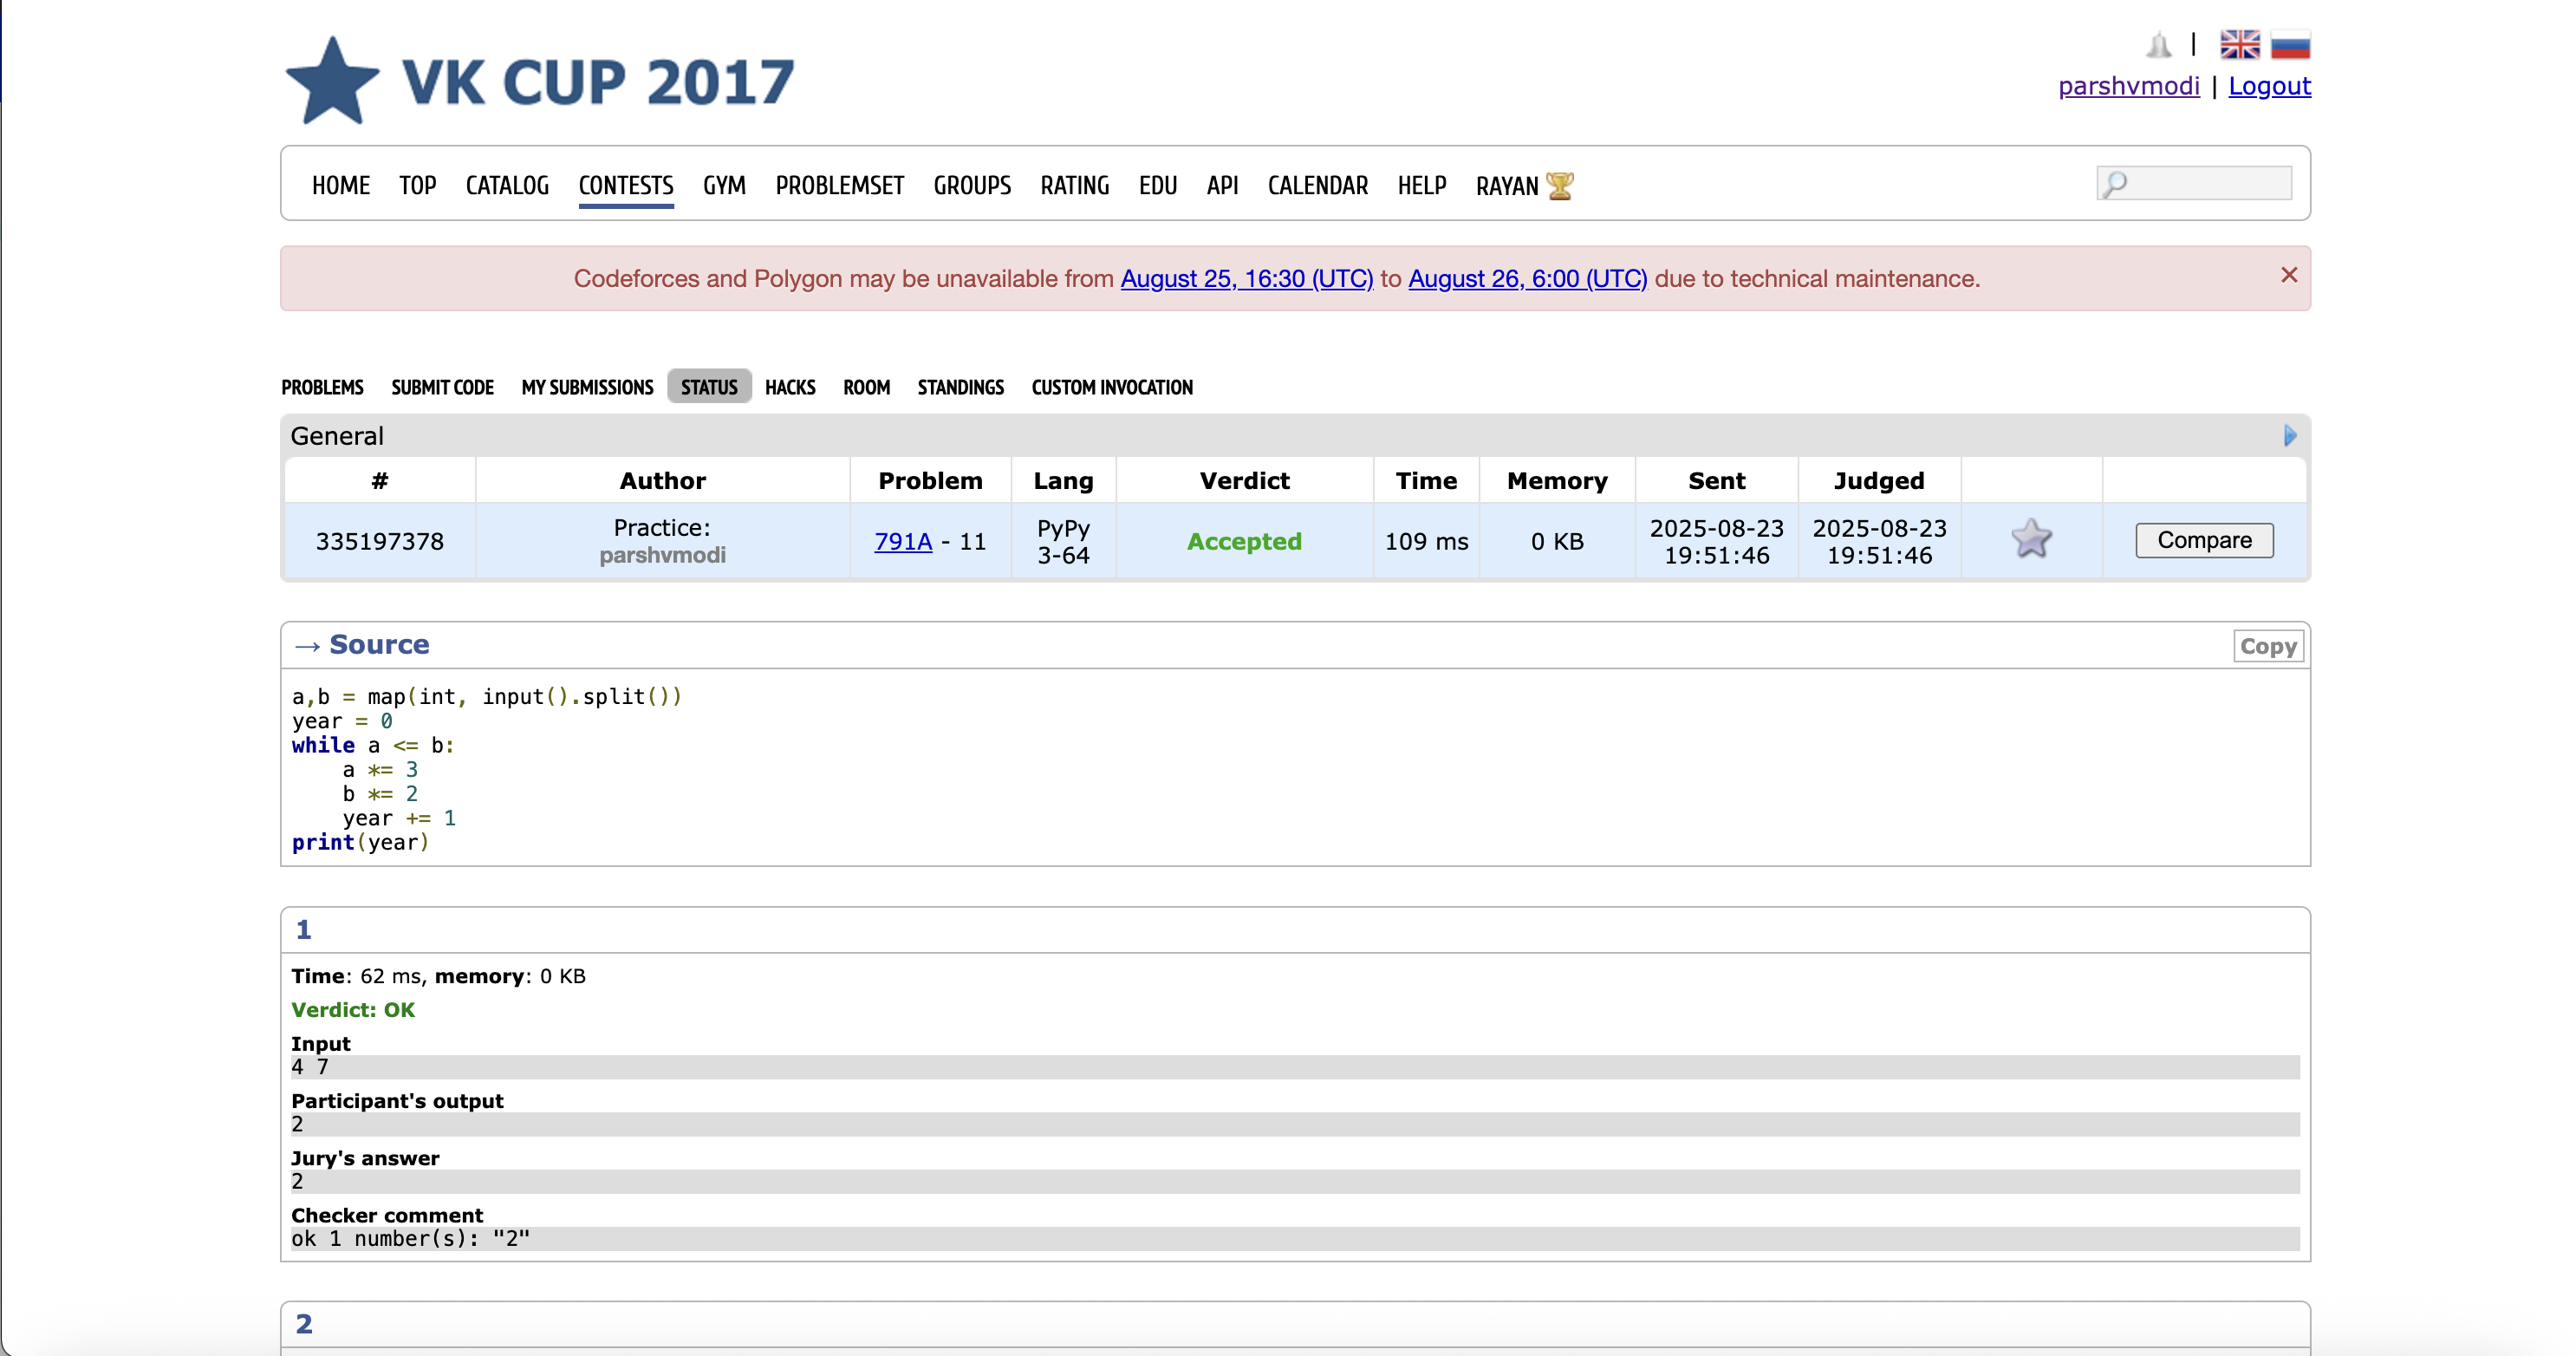 VK CUP 2017
|
parshvmodi | Logout
HOME TOP CATALOG CONTESTS GYM PROBLEMSET GROUPS RATING EDU API CALENDAR HELP RAYAN
Codeforces and Polygon may be unavailable from August 25, 16:30 (UTC) to August 26, 6:00 (UTC) due to technical maintenance. ×
PROBLEMS SUBMIT CODE MY SUBMISSIONS STATUS HACKS ROOM STANDINGS CUSTOM INVOCATION
General
# Author Problem Lang Verdict Time Memory Sent Judged
335197378 Practice: parshvmodi 791A - 11 PyPy 3-64 Accepted 109 ms 0 KB 2025-08-23 19:51:46 2025-08-23 19:51:46 Compare
→ Source Copy
a,b = map(int, input().split())
year = 0
while a <= b:
    a *= 3
    b *= 2
    year += 1
print(year)
1
Time: 62 ms, memory: 0 KB
Verdict: OK
Input
4 7
Participant's output
2
Jury's answer
2
Checker comment
ok 1 number(s): "2"
2